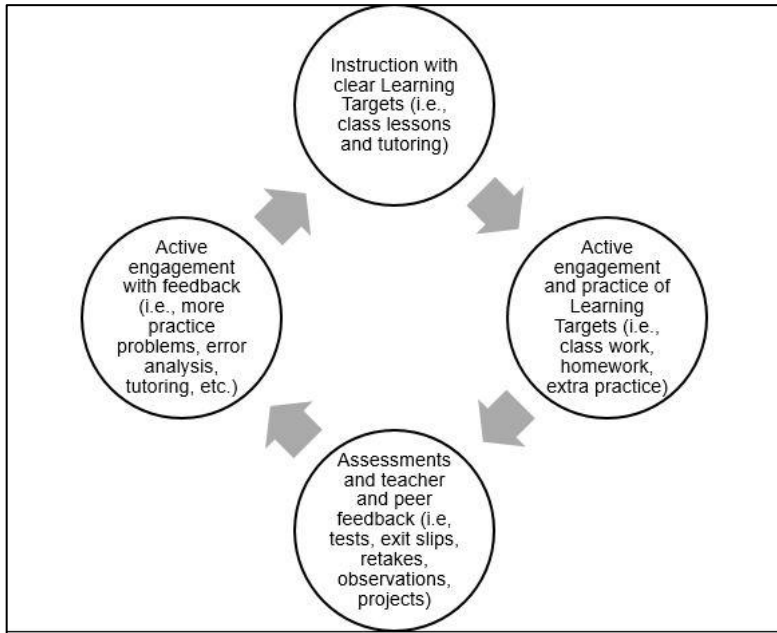 Instruction with
clear Learning
Targets (i.e.,
class lessons
and tutoring)
Active
engagement
and practice of
Learning
Targets (i.e.,
class work,
homework,
extra practice)
Assessments
and teacher
and peer
feedback (i.e,
tests, exit slips,
retakes,
observations,
projects)
Active
engagement
with feedback
(i.e., more
practice
problems, error
analysis,
tutoring, etc.)